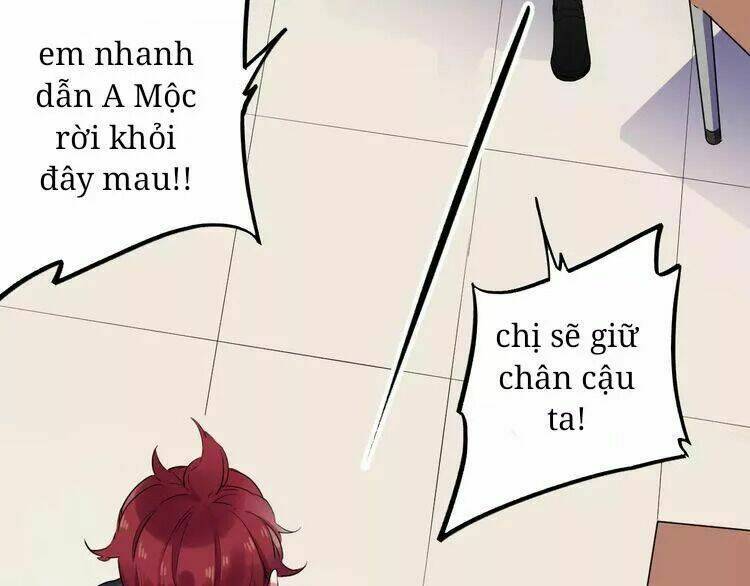 em nhanh
dẫn A Mộc
rời khỏi
đây mau!!
chị sẽ giữ
chân cậu
ta!